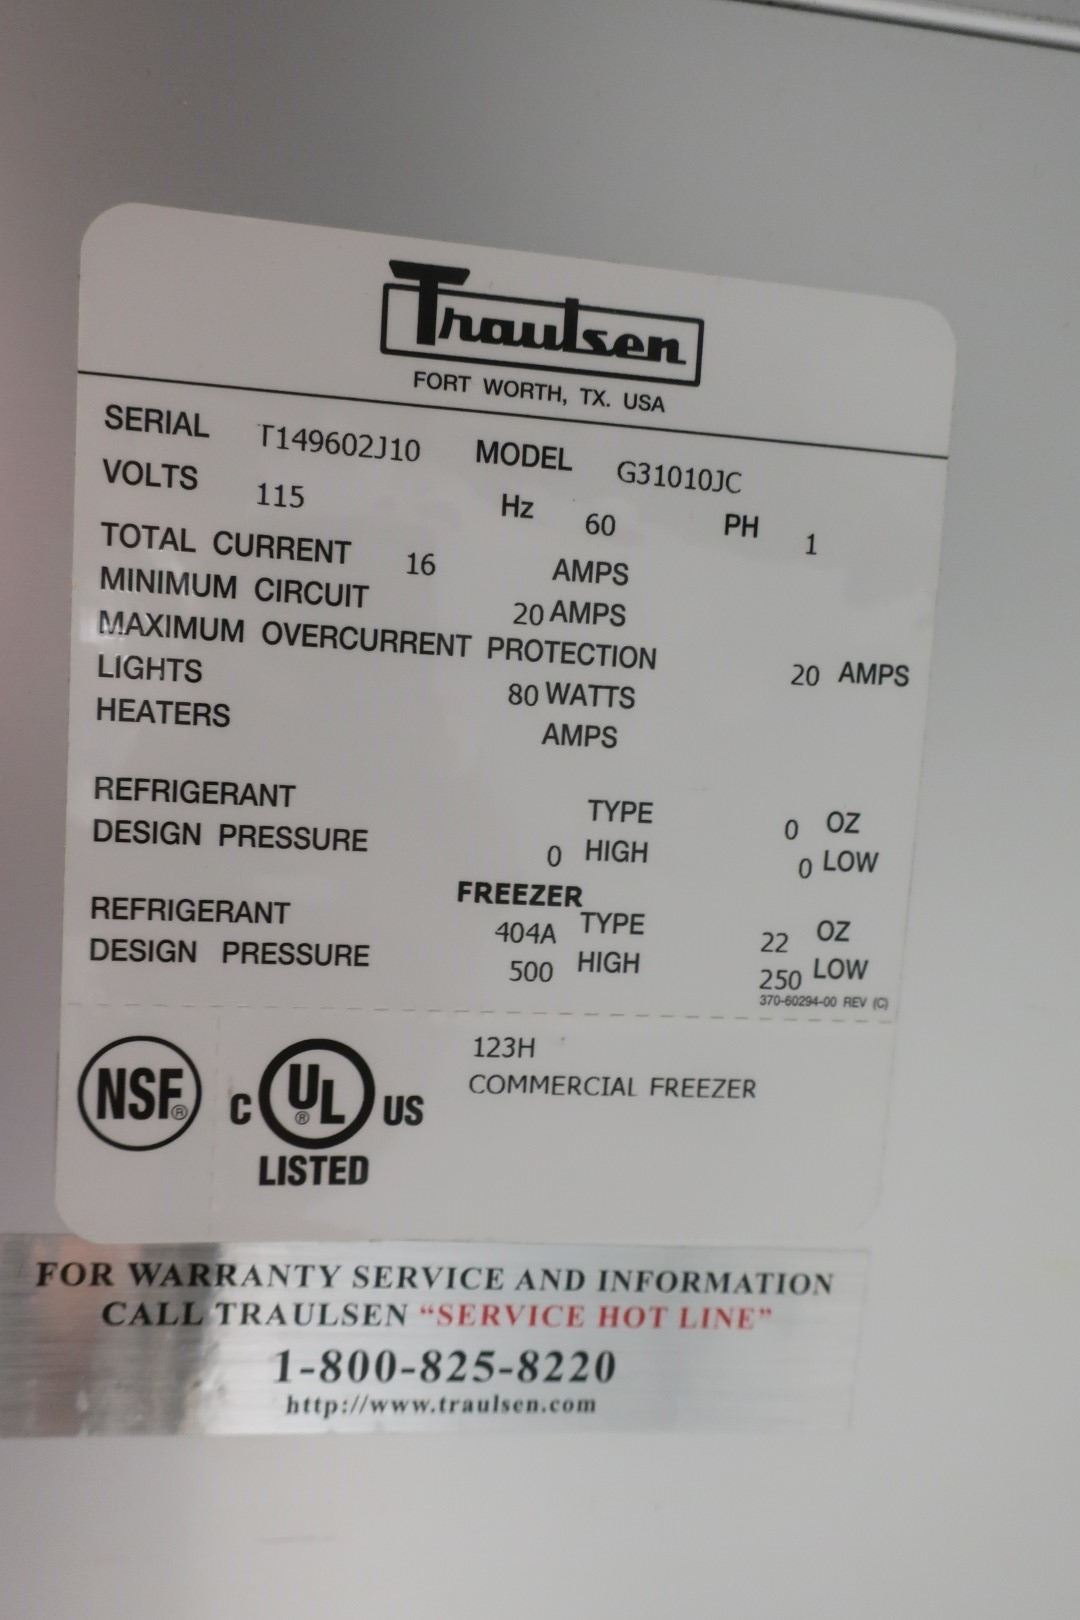 Traulsen
FORT WORTH, TX. USA
SERIAL T149602J10 MODEL G31010JC
VOLTS 115 Hz 60 PH 1
TOTAL CURRENT 16 AMPS
MINIMUM CIRCUIT 20 AMPS
MAXIMUM OVERCURRENT PROTECTION 20 AMPS
LIGHTS 80 WATTS
HEATERS AMPS
REFRIGERANT TYPE 0 OZ
DESIGN PRESSURE 0 HIGH 0 LOW
FREEZER
REFRIGERANT 404A TYPE 22 OZ
DESIGN PRESSURE 500 HIGH 250 LOW
370-60294-00 REV (C)
NSF®
C UL® US
LISTED
123H
COMMERCIAL FREEZER
FOR WARRANTY SERVICE AND INFORMATION
CALL TRAULSEN "SERVICE HOT LINE"
1-800-825-8220
http://www.traulsen.com